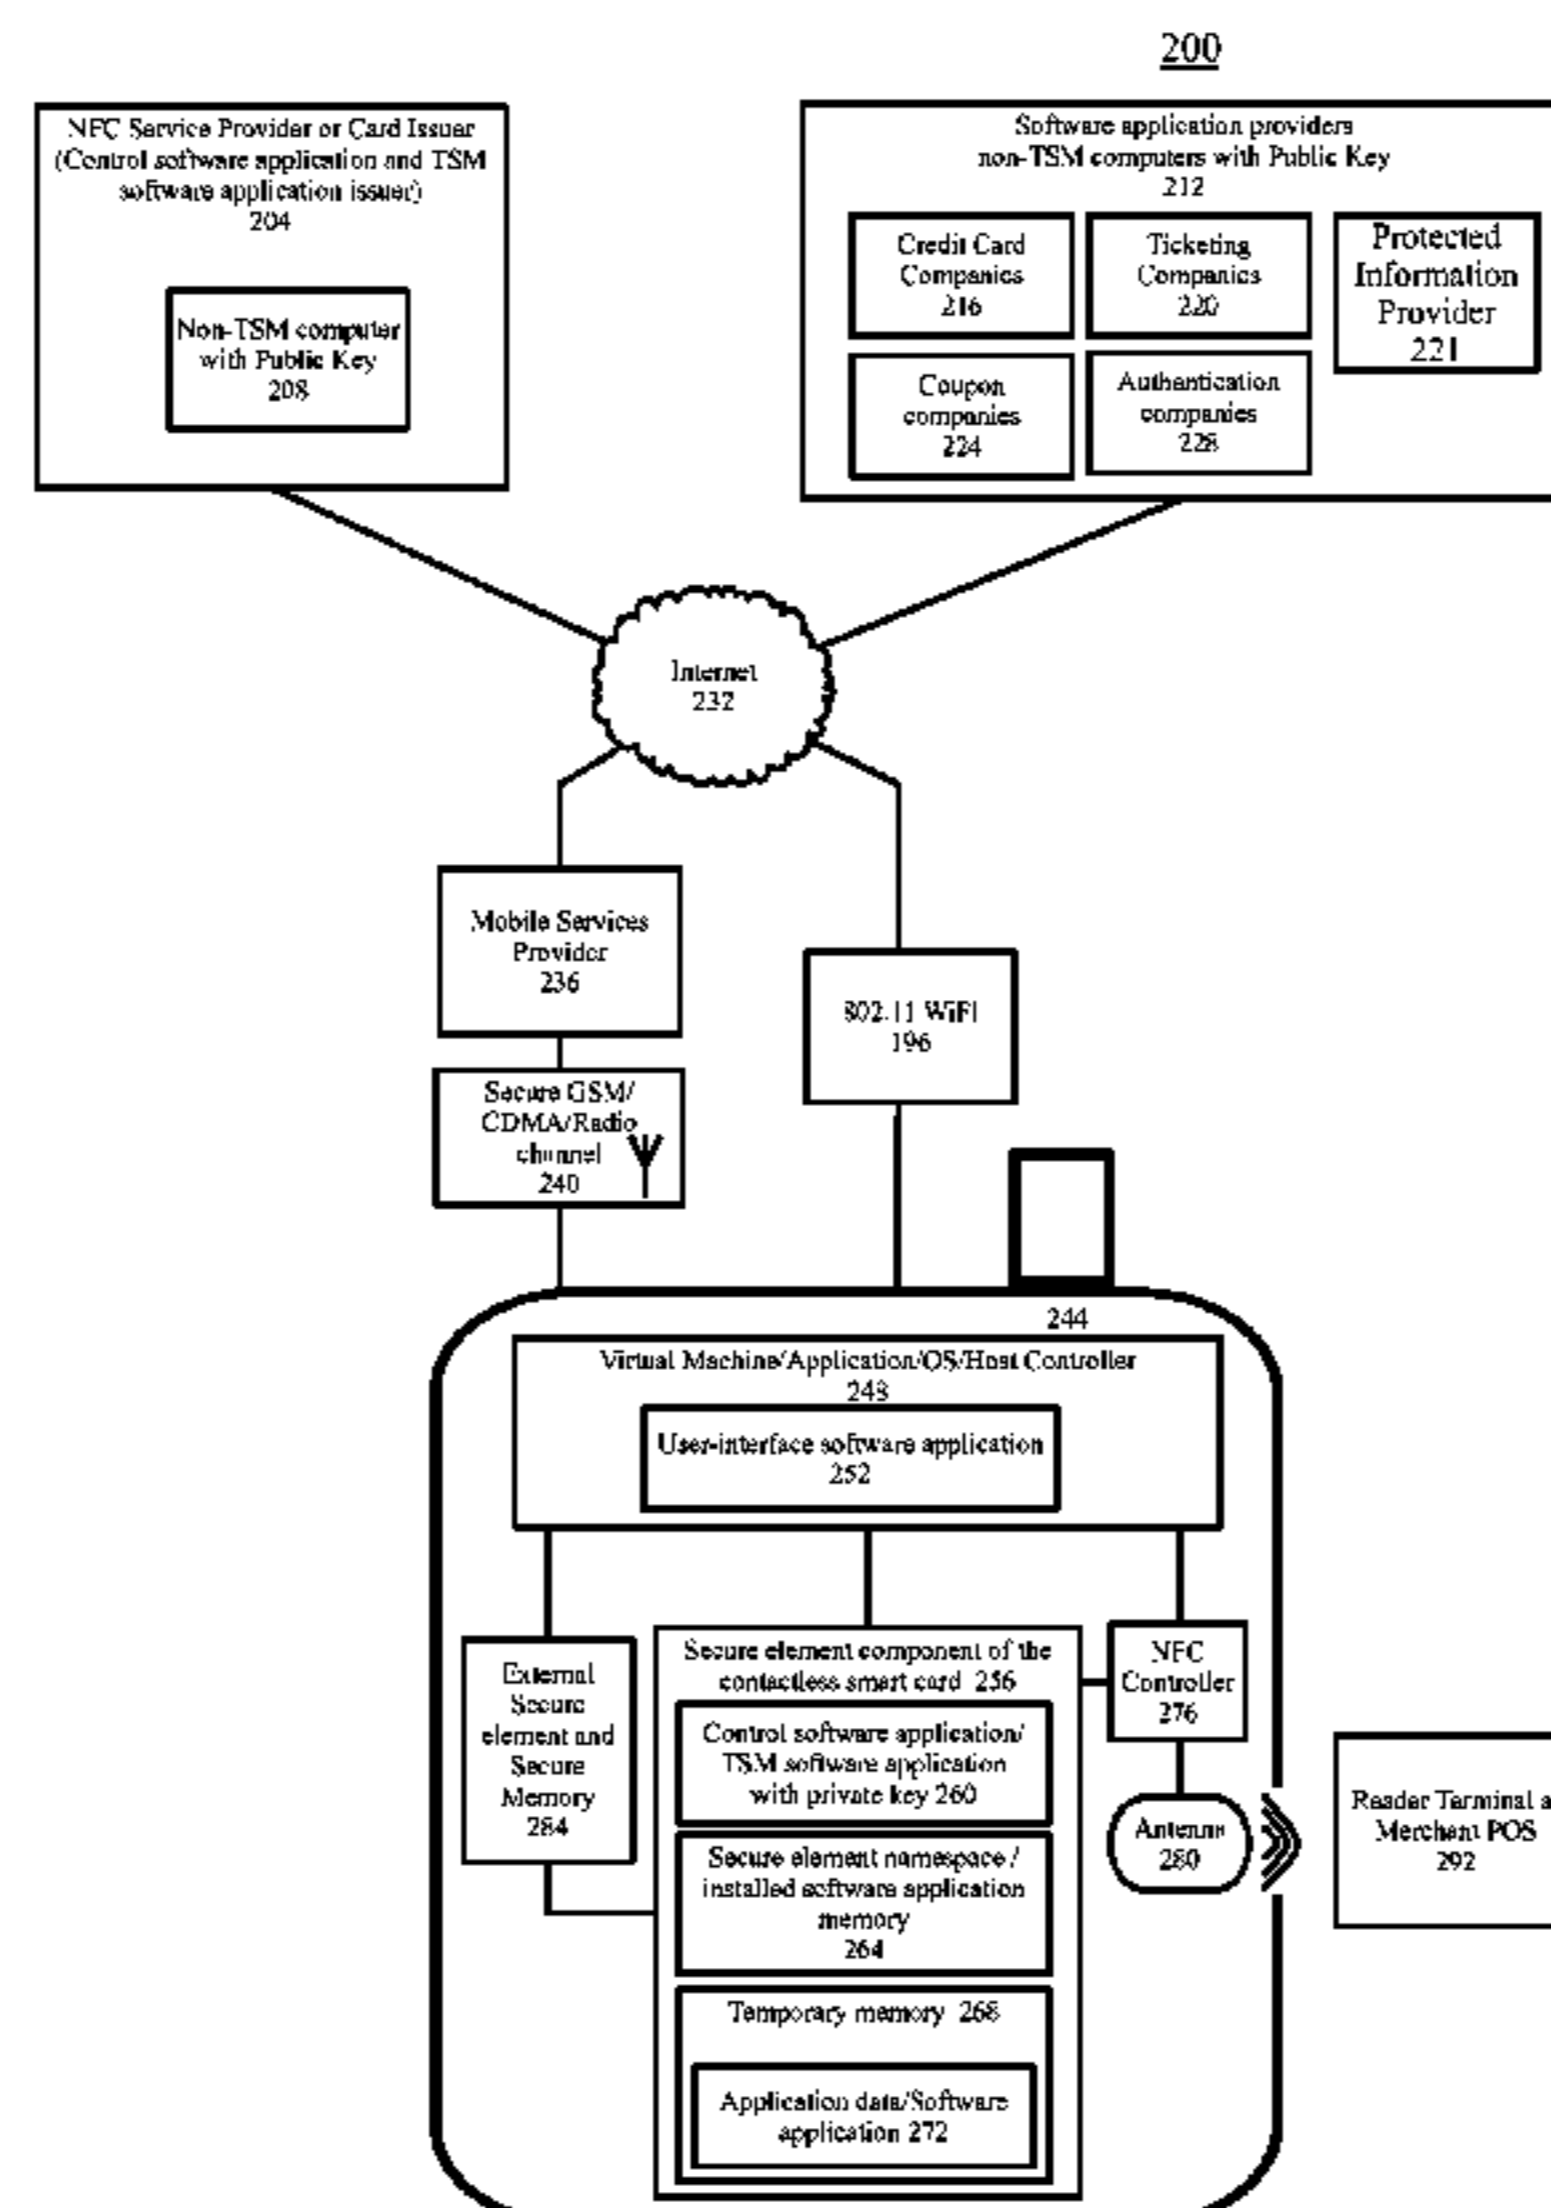 200
NFC Service Provider or Card Issuer
(Control software application and TSM
software application issuer)
204
Non-TSM computer
with Public Key
208
Software application providers
non-TSM computers with Public Key
212
Credit Card
Companies
216
Ticketing
Companies
220
Protected
Information
Provider
221
Coupon
companies
224
Authentication
companies
228
Internet
232
Mobile Services
Provider
236
802.11 WiFi
196
Secure GSM/
CDMA/Radio
channel
240
244
Virtual Machine/Application/OS/Host Controller
248
User-interface software application
252
External
Secure
element and
Secure
Memory
284
Secure element component of the
contactless smart card 256
Control software application/
TSM software application
with private key 260
Secure element namespace /
installed software application
memory
264
Temporary memory 268
Application data/Software
application 272
NFC
Controller
276
Antenna
280
Reader Terminal
Merchant POS
292